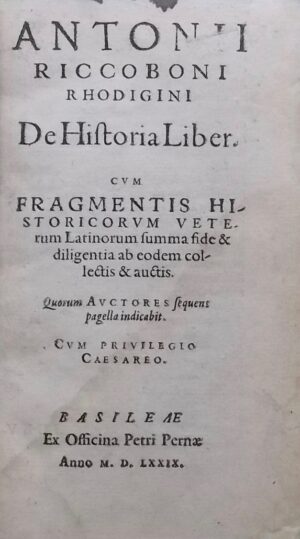 ANTONII
RICCOBONI
RHODIGINI
De Hiſtoria Liber.
CVM
FRAGMENTIS HI-
STORICORVM VETE-
rum Latinorum ſumma fide &
diligentia ab eodem col-
lectis & auctis.
Quorum AVCTORES ſequens
pagella indicabit.
CVM PRIVILEGIO
CAESAREO.
BASILEAE
Ex Officina Petri Pernæ
Anno M. D. LXXIX.